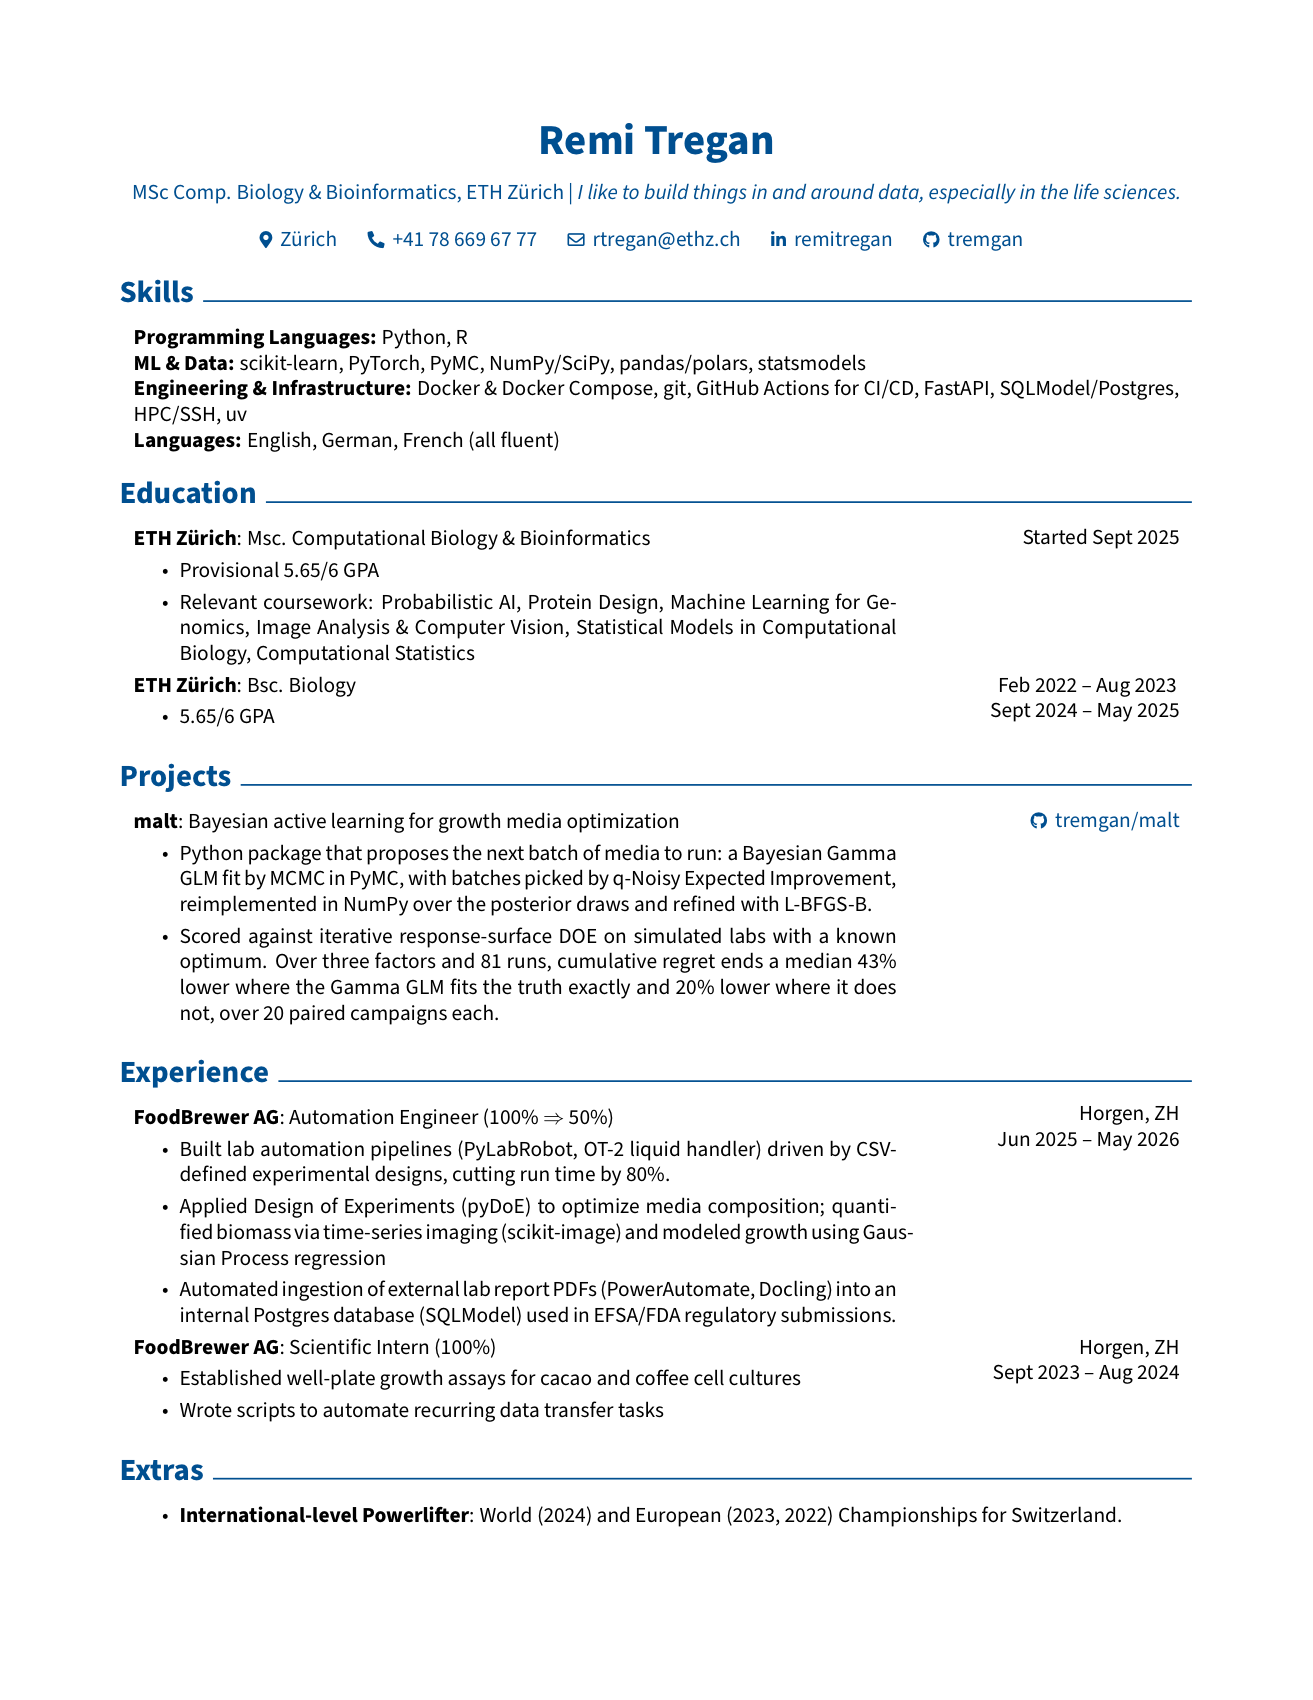 Remi Tregan
MSc Comp. Biology & Bioinformatics, ETH Zürich | I like to build things in and around data, especially in the life sciences.
Zürich +41 78 669 67 77 rtregan@ethz.ch remitregan tremgan
Skills
Programming Languages: Python, R
ML & Data: scikit-learn, PyTorch, PyMC, NumPy/SciPy, pandas/polars, statsmodels
Engineering & Infrastructure: Docker & Docker Compose, git, GitHub Actions for CI/CD, FastAPI, SQLModel/Postgres,
HPC/SSH, uv
Languages: English, German, French (all fluent)
Education
ETH Zürich: Msc. Computational Biology & Bioinformatics Started Sept 2025
• Provisional 5.65/6 GPA
• Relevant coursework: Probabilistic AI, Protein Design, Machine Learning for Ge-
nomics, Image Analysis & Computer Vision, Statistical Models in Computational
Biology, Computational Statistics
ETH Zürich: Bsc. Biology Feb 2022 – Aug 2023
• 5.65/6 GPA Sept 2024 – May 2025
Projects
malt: Bayesian active learning for growth media optimization tremgan/malt
• Python package that proposes the next batch of media to run: a Bayesian Gamma
GLM fit by MCMC in PyMC, with batches picked by q-Noisy Expected Improvement,
reimplemented in NumPy over the posterior draws and refined with L-BFGS-B.
• Scored against iterative response-surface DOE on simulated labs with a known
optimum. Over three factors and 81 runs, cumulative regret ends a median 43%
lower where the Gamma GLM fits the truth exactly and 20% lower where it does
not, over 20 paired campaigns each.
Experience
FoodBrewer AG: Automation Engineer (100% ⇒ 50%) Horgen, ZH
Jun 2025 – May 2026
• Built lab automation pipelines (PyLabRobot, OT-2 liquid handler) driven by CSV-
defined experimental designs, cutting run time by 80%.
• Applied Design of Experiments (pyDoE) to optimize media composition; quanti-
fied biomass via time-series imaging (scikit-image) and modeled growth using Gaus-
sian Process regression
• Automated ingestion of external lab report PDFs (PowerAutomate, Docling) into an
internal Postgres database (SQLModel) used in EFSA/FDA regulatory submissions.
FoodBrewer AG: Scientific Intern (100%) Horgen, ZH
Sept 2023 – Aug 2024
• Established well-plate growth assays for cacao and coffee cell cultures
• Wrote scripts to automate recurring data transfer tasks
Extras
• International-level Powerlifter: World (2024) and European (2023, 2022) Championships for Switzerland.